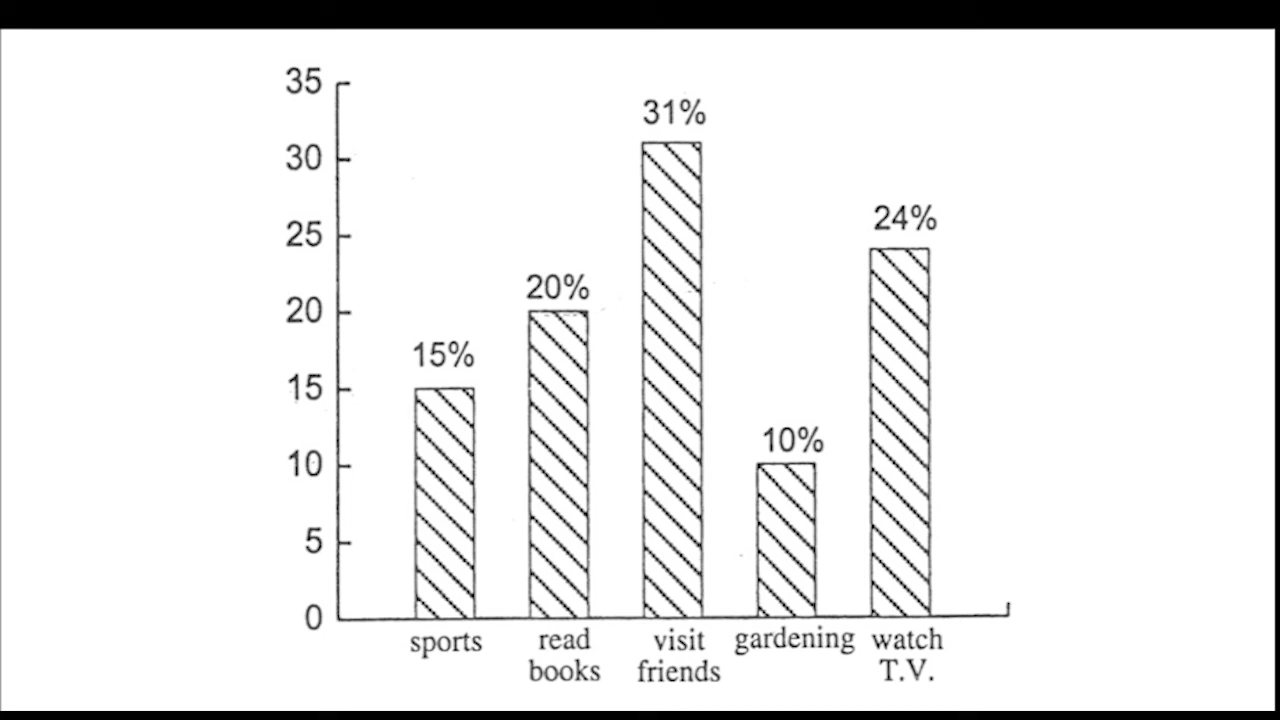 35
30
25
20
15
10
5
0
15%
20%
31%
10%
24%
sports
read
books
visit
friends
gardening
watch
T.V.